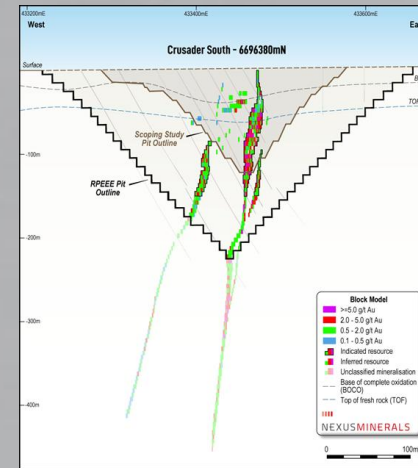 433200mE
433400mE
433600mE
West
Ea
Crusader South - 6696380mN
Surface
B
TOF
Scoping Study
Pit Outline
-100m
RPEEE Pit
Outline
-200m
-300m
-400m
Block Model
>=5.0 g/t Au
2.0 - 5.0 g/t Au
0.5 - 2.0 g/t Au
0.1 - 0.5 g/t Au
Indicated resource
Inferred resource
Unclassified mineralisation
Base of complete oxidation
(BOCO)
Top of fresh rock (TOF)
NEXUSMINERALS
0 100m